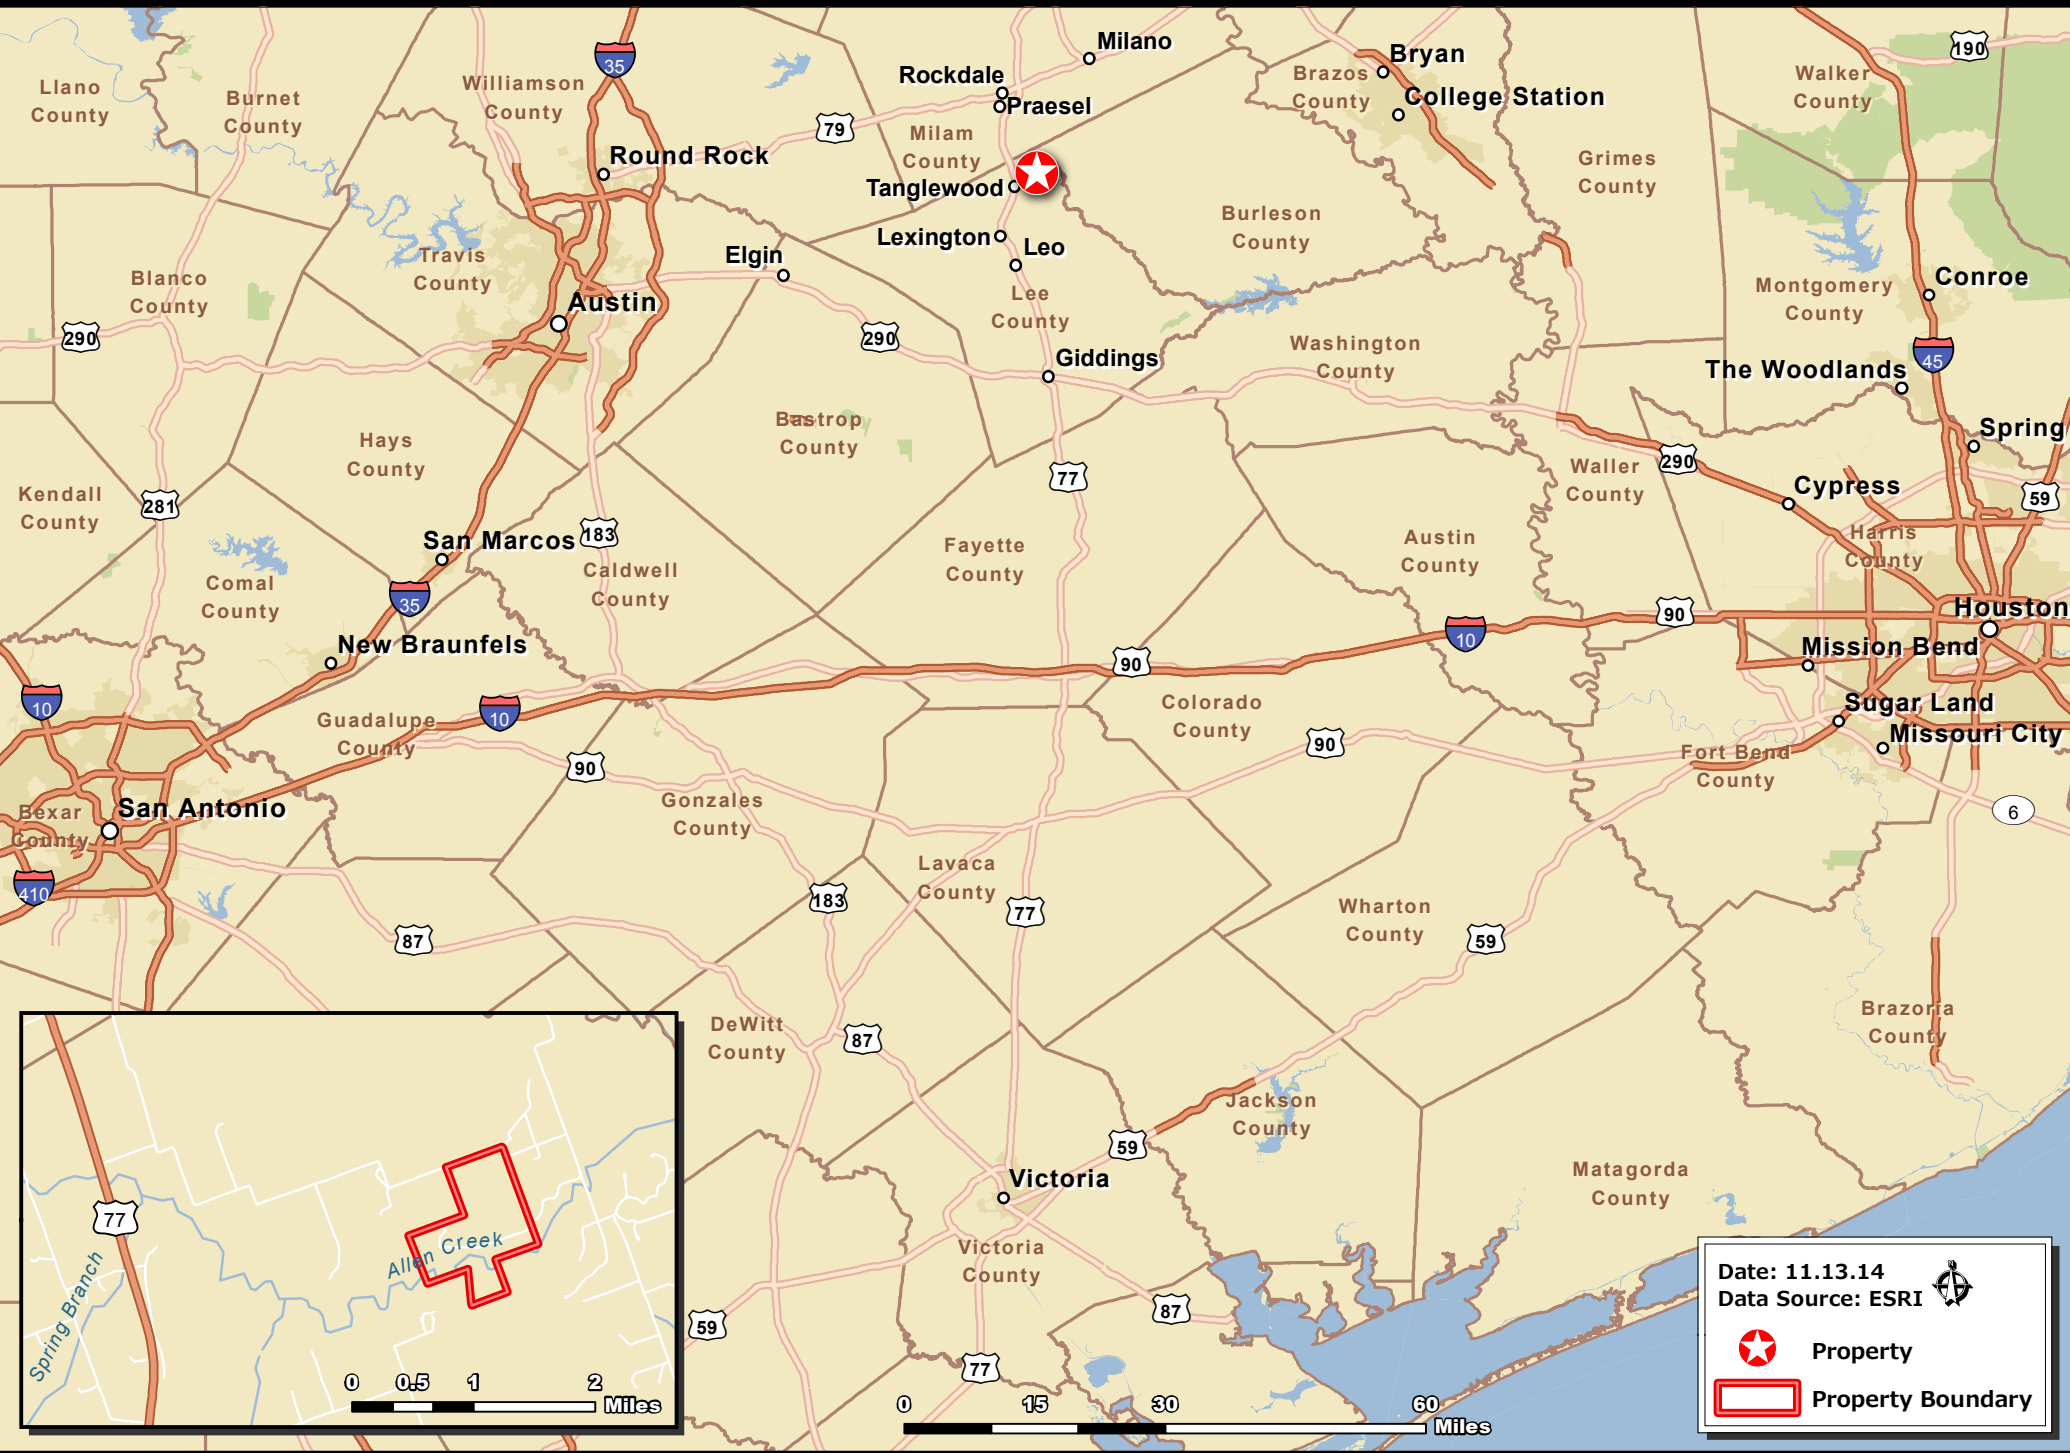 Milano
Bryan
190
35
Rockdale
Llano
County
Williamson
County
Brazos
County
Walker
County
Burnet
County
Praesel
College Station
79
Milam
County
Round Rock
Grimes
County
Tanglewood
Burleson
County
Lexington
Leo
Travis
County
Elgin
Blanco
County
Lee
County
Montgomery
County
Conroe
Austin
290
290
Washington
County
45
Giddings
The Woodlands
Bastrop
County
Spring
Hays
County
290
Waller
County
77
Cypress
59
Kendall
County
281
183
San Marcos
Fayette
County
Austin
County
Harris
County
Comal
County
Caldwell
County
35
90
Houston
10
New Braunfels
Mission Bend
90
10
10
Guadalupe
County
Colorado
County
Sugar Land
Missouri City
90
90
Fort Bend
County
Gonzales
County
San Antonio
Bexar
County
6
410
Lavaca
County
183
77
Wharton
County
87
59
DeWitt
County
87
Brazoria
County
Jackson
County
59
Victoria
Matagorda
County
Victoria
County
87
59
77
77
Allen Creek
Spring Branch
0 0.5 1 2
Miles
0 15 30 60
Miles
Date: 11.13.14
Data Source: ESRI
Property
Property Boundary